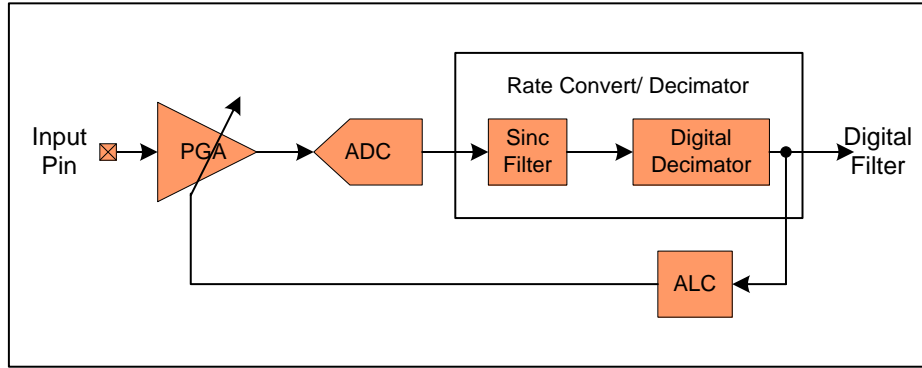 Rate Convert/ Decimator
Input
Pin
PGA
ADC
Sinc
Filter
Digital
Decimator
Digital
Filter
ALC